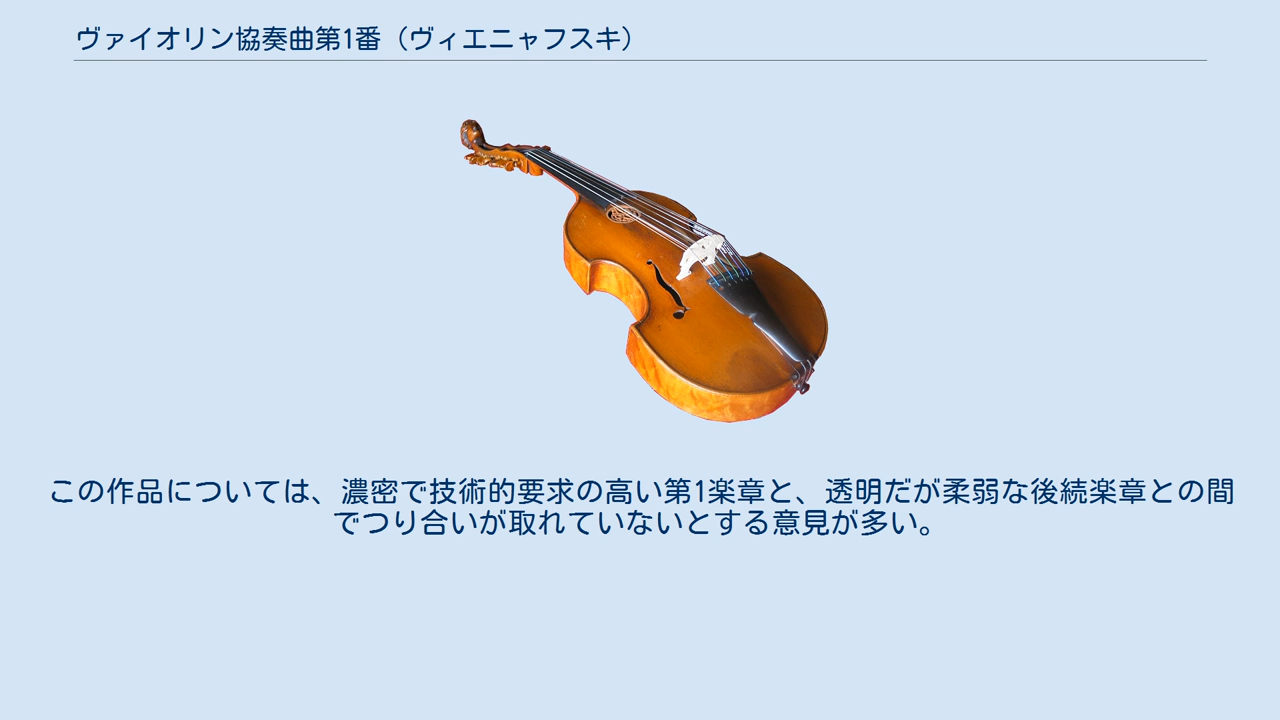 ヴァイオリン協奏曲第1番（ヴィエニャフスキ）
この作品については、濃密で技術的要求の高い第1楽章と、透明だが柔弱な後続楽章との間
でつり合いが取れていないとする意見が多い。